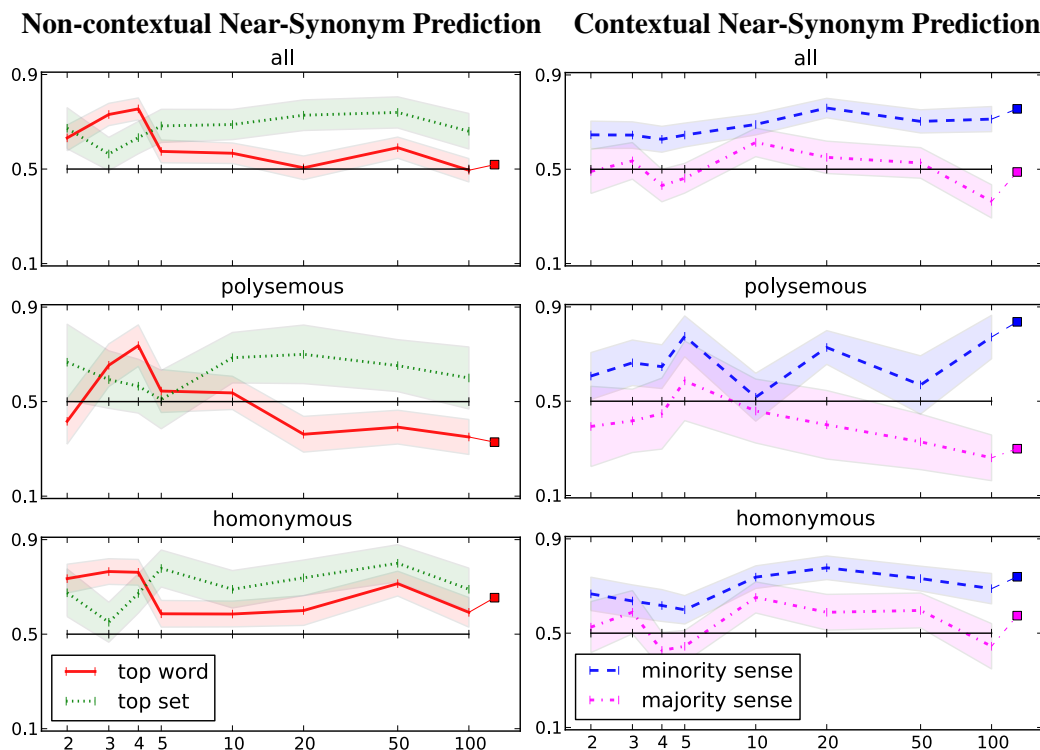 Non-contextual Near-Synonym Prediction Contextual Near-Synonym Prediction
all all
0.9 0.9
0.5 0.5
0.1 0.1
polysemous polysemous
0.9 0.9
0.5 0.5
0.1 0.1
homonymous homonymous
0.9 0.9
0.5 0.5
top word minority sense
top set majority sense
0.1 0.1
2 3 4 5 10 20 50 100 2 3 4 5 10 20 50 100